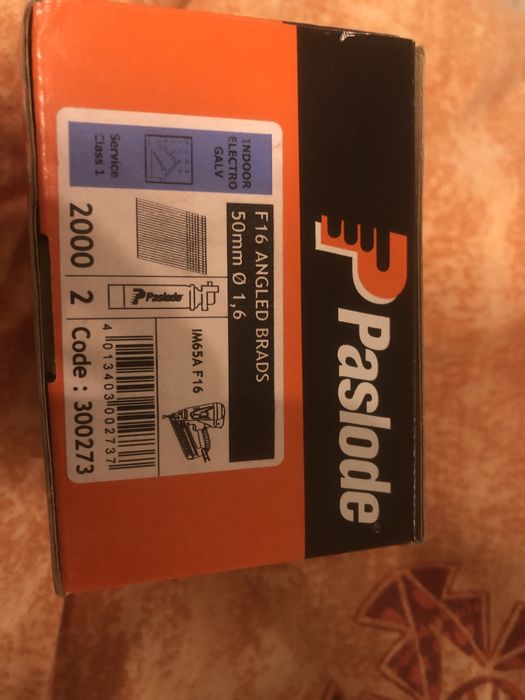 Paslode®
F16 ANGLED BRADS
50mm Ø 1,6
INDOOR
ELECTRO
GALV
Service
Class 1
IM65A F16
Paslode
2000
2
4 013403 002737
Code : 300273